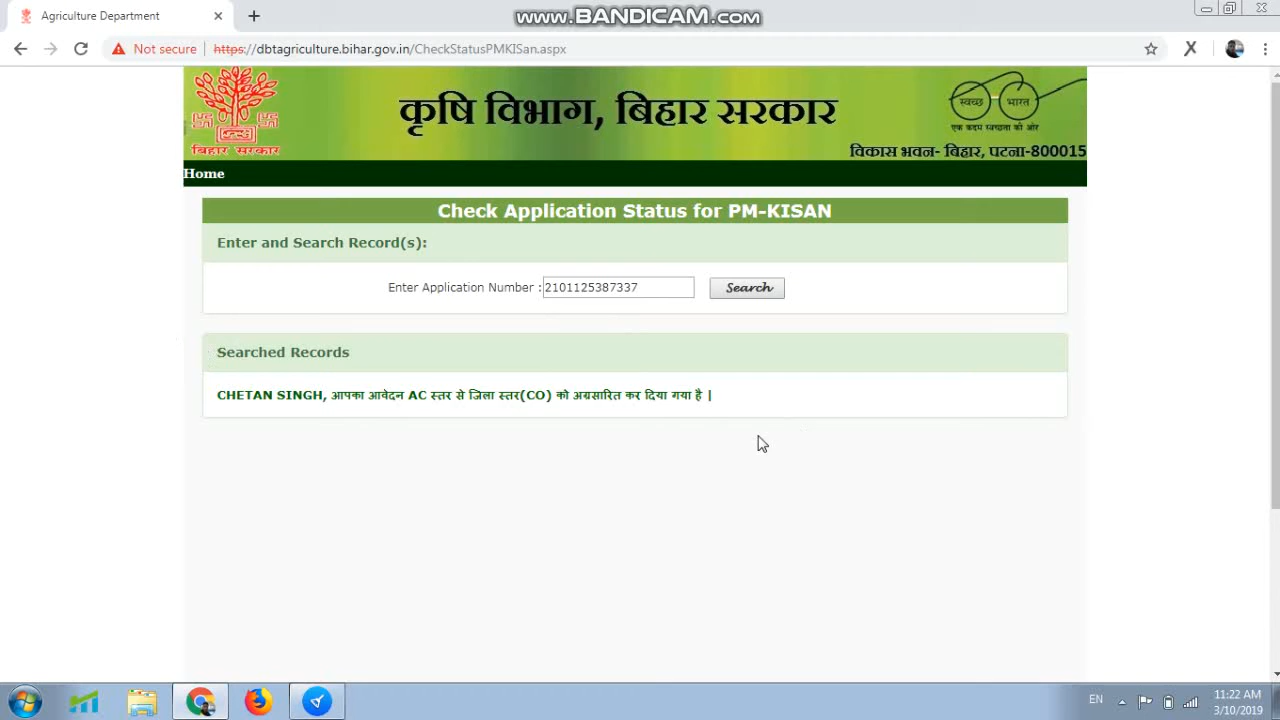 Agriculture Department
www.BANDICAM.com
Not secure https://dbtagriculture.bihar.gov.in/CheckStatusPMKISan.aspx
बिहार सरकार
कृषि विभाग, बिहार सरकार
स्वच्छ भारत
एक कदम स्वच्छता की ओर
विकास भवन- बिहार, पटना-800015
Home
Check Application Status for PM-KISAN
Enter and Search Record(s):
Enter Application Number : 2101125387337 Search
Searched Records
CHETAN SINGH, आपका आवेदन AC स्तर से जिला स्तर(CO) को अग्रसारित कर दिया गया है |
EN
11:22 AM
3/10/2019